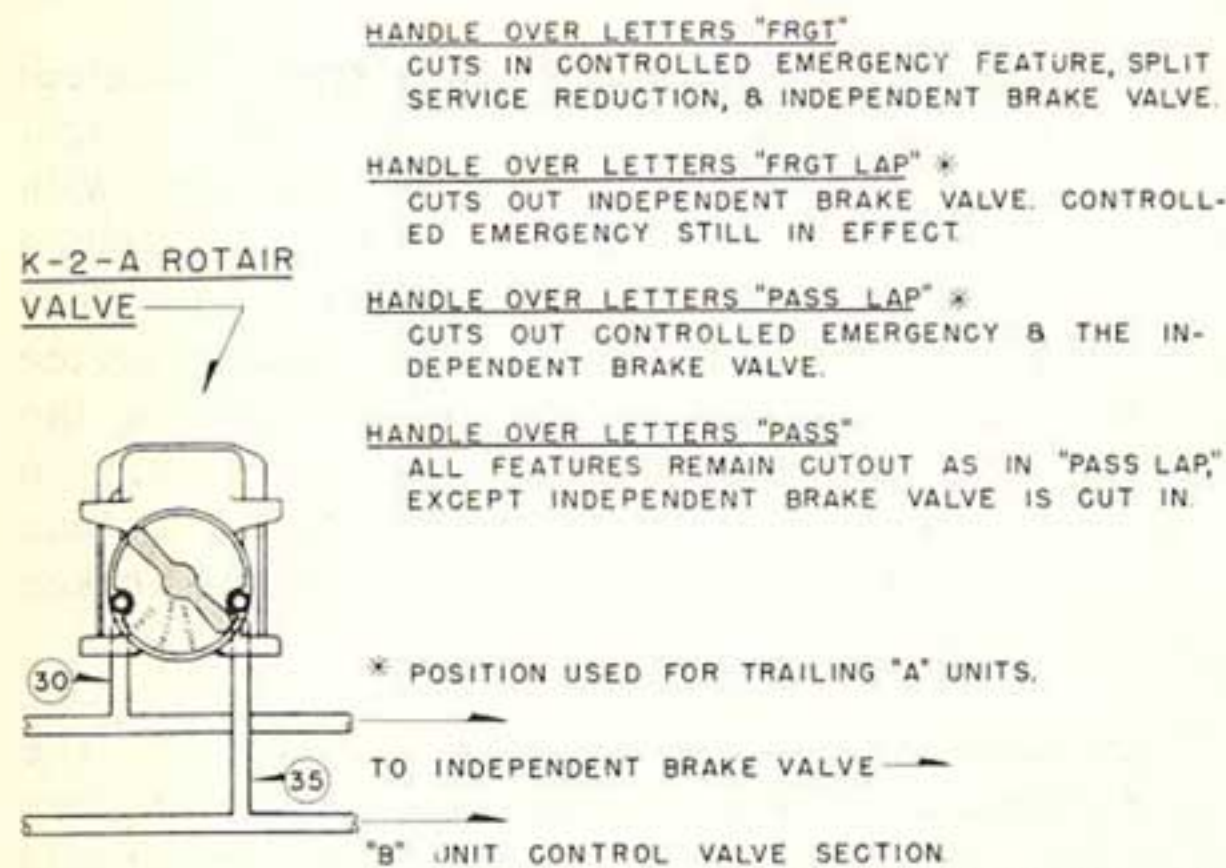 HANDLE OVER LETTERS "FRGT"
CUTS IN CONTROLLED EMERGENCY FEATURE, SPLIT
SERVICE REDUCTION, & INDEPENDENT BRAKE VALVE.
HANDLE OVER LETTERS "FRGT LAP" *
CUTS OUT INDEPENDENT BRAKE VALVE. CONTROLL-
ED EMERGENCY STILL IN EFFECT
K-2-A ROTAIR
VALVE
HANDLE OVER LETTERS "PASS LAP" *
CUTS OUT CONTROLLED EMERGENCY & THE IN-
DEPENDENT BRAKE VALVE.
HANDLE OVER LETTERS "PASS"
ALL FEATURES REMAIN CUTOUT AS IN "PASS LAP,"
EXCEPT INDEPENDENT BRAKE VALVE IS CUT IN.
* POSITION USED FOR TRAILING "A" UNITS.
30
TO INDEPENDENT BRAKE VALVE
35
"B" UNIT CONTROL VALVE SECTION